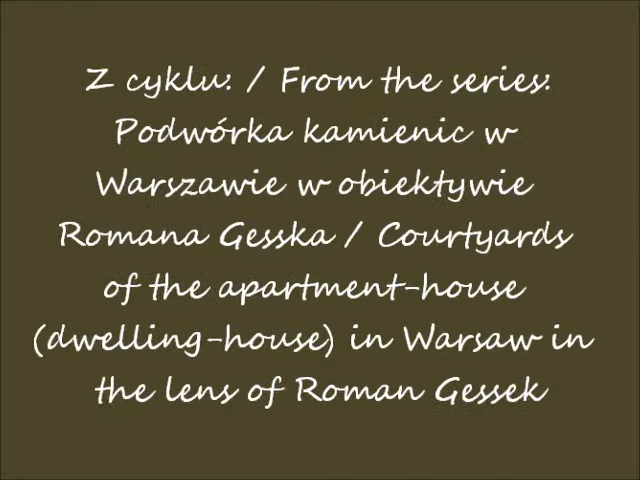 Z cyklu: / From the series:
Podwórka kamienic w
Warszawie w obiektywie
Romana Gesska / Courtyards
of the apartment-house
(dwelling-house) in Warsaw in
the lens of Roman Gessek